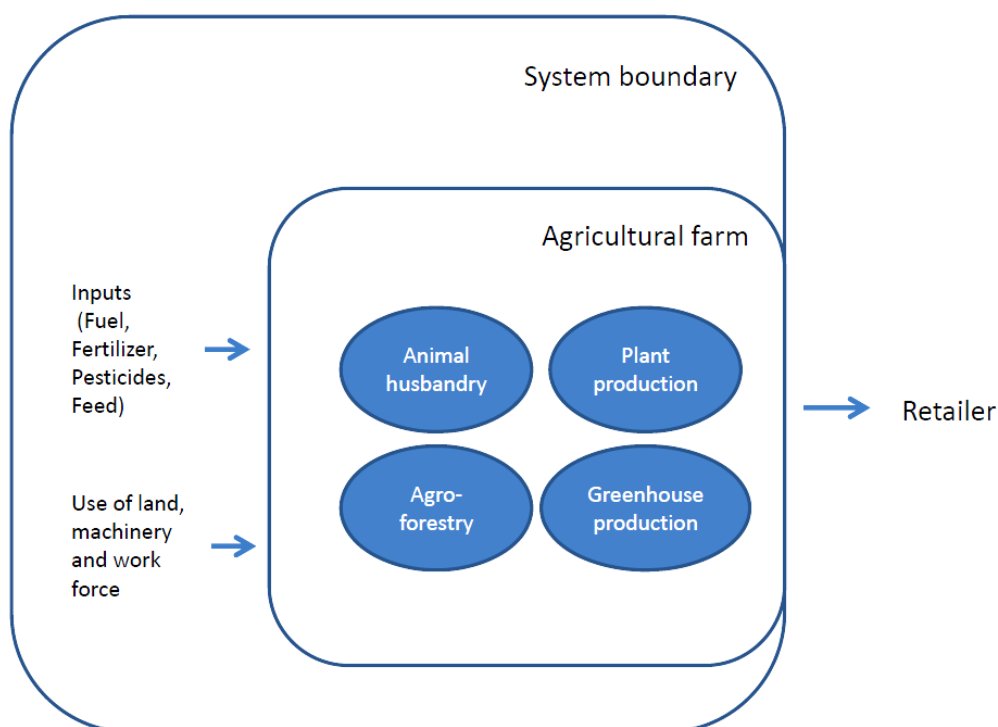 System boundary
Agricultural farm
Inputs
(Fuel,
Fertilizer,
Pesticides,
Feed)
Animal
husbandry
Plant
production
Retailer
Use of land,
machinery
and work
force
Agro-
forestry
Greenhouse
production